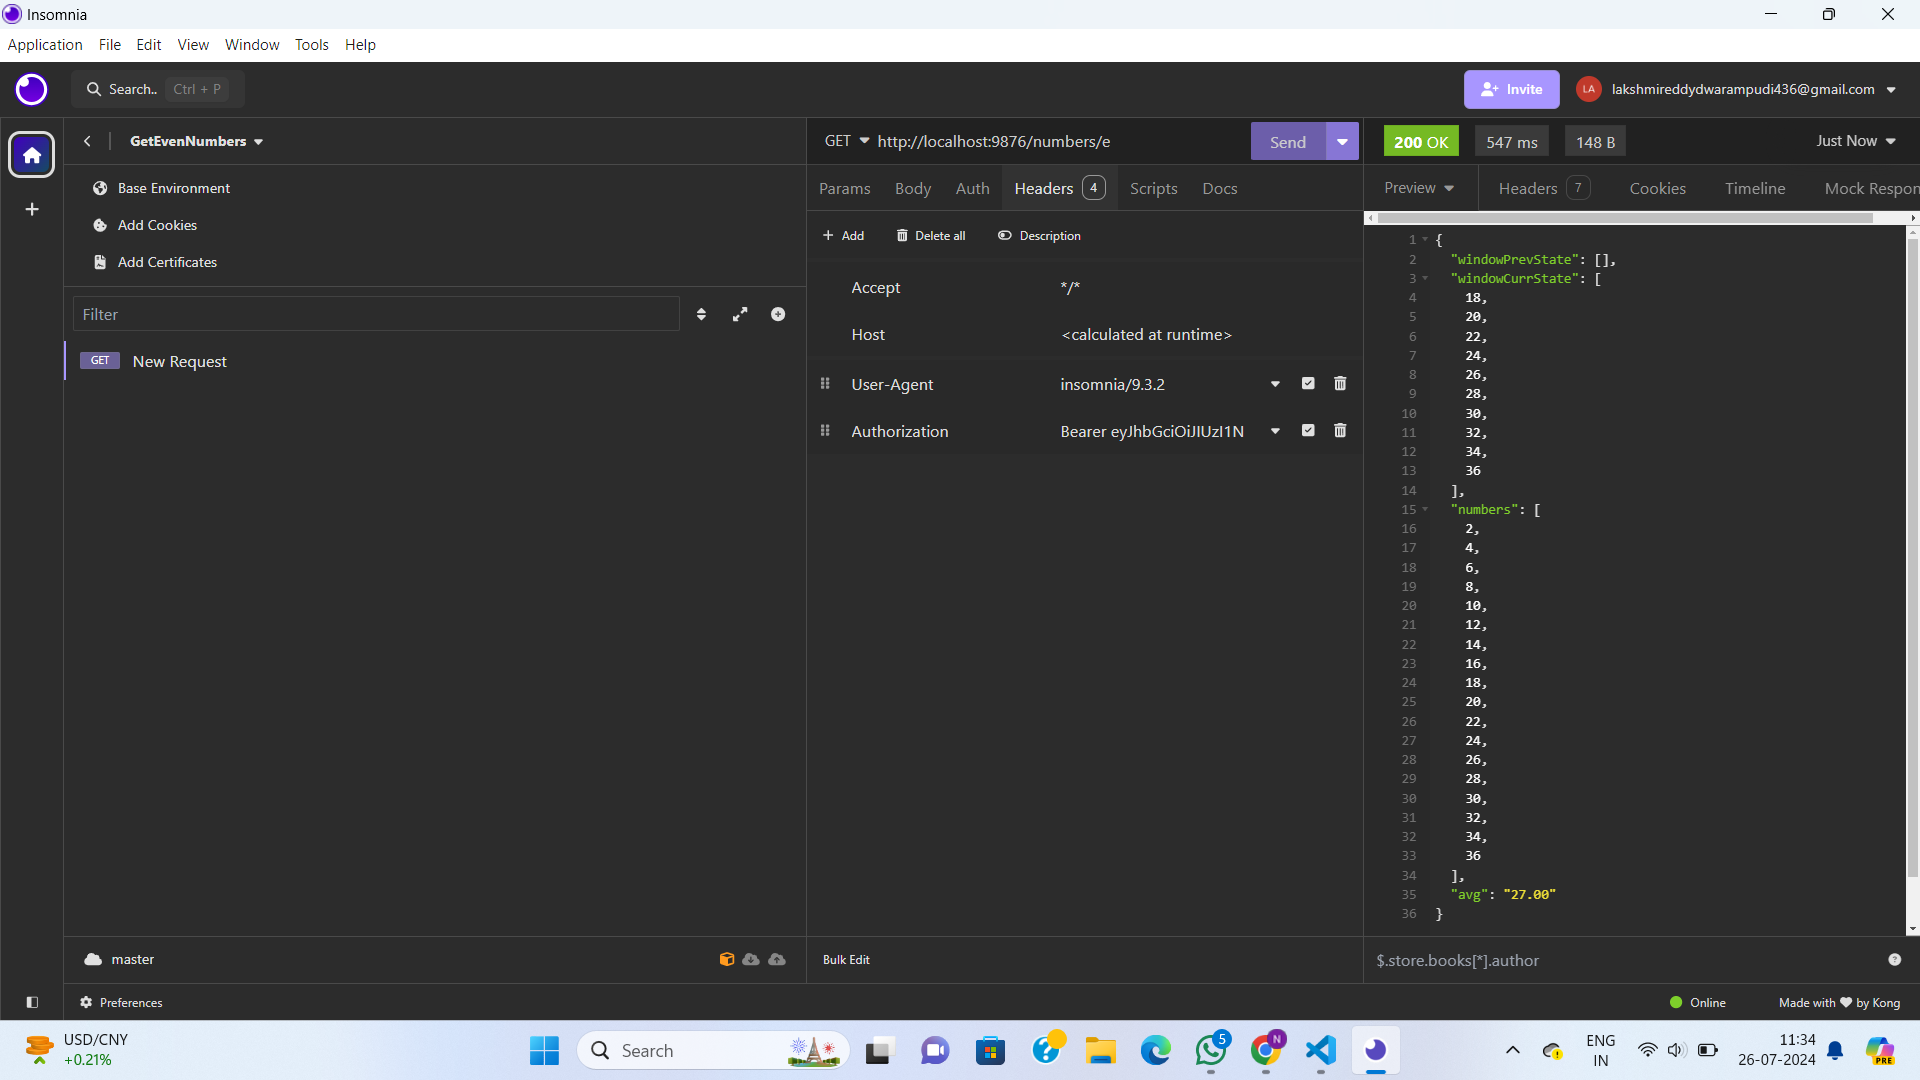 Insomnia
Application File Edit View Window Tools Help
Search.. Ctrl + P
Invite
LA lakshmireddydwarampudi436@gmail.com
GetEvenNumbers
Base Environment
Add Cookies
Add Certificates
Filter
GET New Request
GET http://localhost:9876/numbers/e Send
Params Body Auth Headers 4 Scripts Docs
Add Delete all Description
Accept */*
Host <calculated at runtime>
User-Agent insomnia/9.3.2
Authorization Bearer eyJhbGciOiJIUzI1N
200 OK 547 ms 148 B Just Now
Preview Headers 7 Cookies Timeline Mock Respon
1 {
2 "windowPrevState": [],
3 "windowCurrState": [
4 18,
5 20,
6 22,
7 24,
8 26,
9 28,
10 30,
11 32,
12 34,
13 36
14 ],
15 "numbers": [
16 2,
17 4,
18 6,
19 8,
20 10,
21 12,
22 14,
23 16,
24 18,
25 20,
26 22,
27 24,
28 26,
29 28,
30 30,
31 32,
32 34,
33 36
34 ],
35 "avg": "27.00"
36 }
master
Bulk Edit
$.store.books[*].author
Preferences
Online
Made with ❤ by Kong
USD/CNY
+0.21%
Search
5
N
ENG
IN
11:34
26-07-2024
PRE